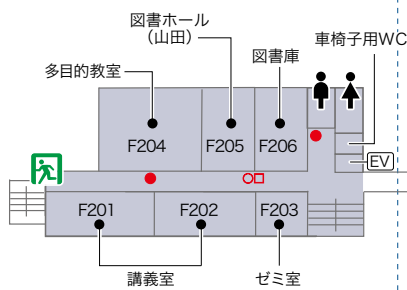 図書ホール
（山田）
車椅子用WC
図書庫
多目的教室
F204
F205
F206
EV
F201
F202
F203
講義室
ゼミ室